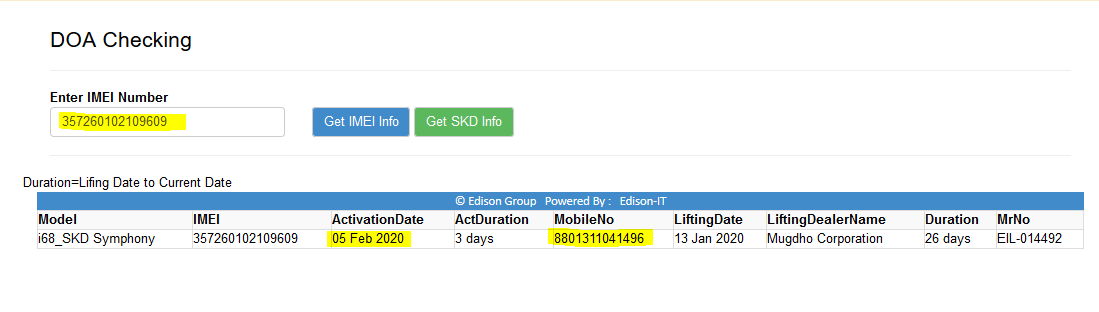 DOA Checking
Enter IMEI Number
357260102109609 Get IMEI Info Get SKD Info
Duration=Lifing Date to Current Date
© Edison Group Powered By : Edison-IT
Model IMEI ActivationDate ActDuration MobileNo LiftingDate LiftingDealerName Duration MrNo
i68_SKD Symphony 357260102109609 05 Feb 2020 3 days 8801311041496 13 Jan 2020 Mugdho Corporation 26 days EIL-014492